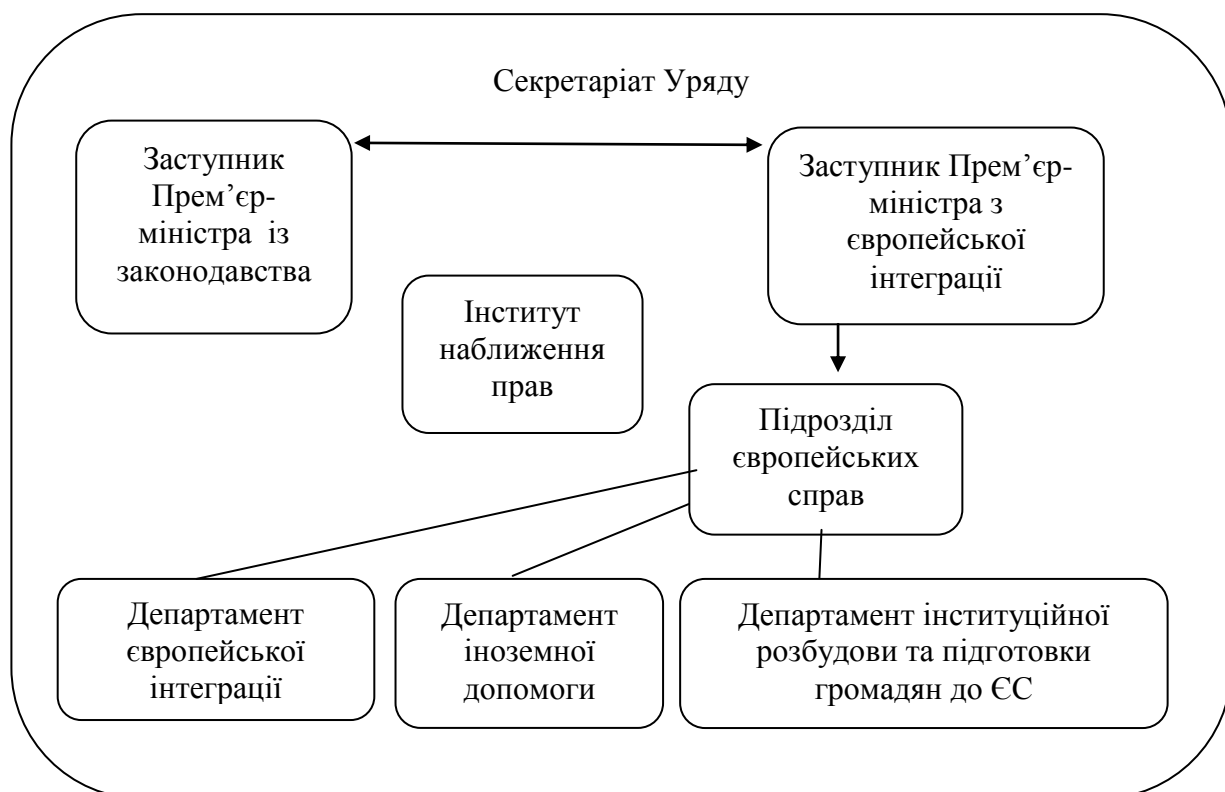 Секретаріат Уряду
Заступник
Прем’єр-
міністра із
законодавства
Заступник Прем’єр-
міністра з
європейської
інтеграції
Інститут
наближення
прав
Підрозділ
європейських
справ
Департамент
європейської
інтеграції
Департамент
іноземної
допомоги
Департамент інституційної
розбудови та підготовки
громадян до ЄС